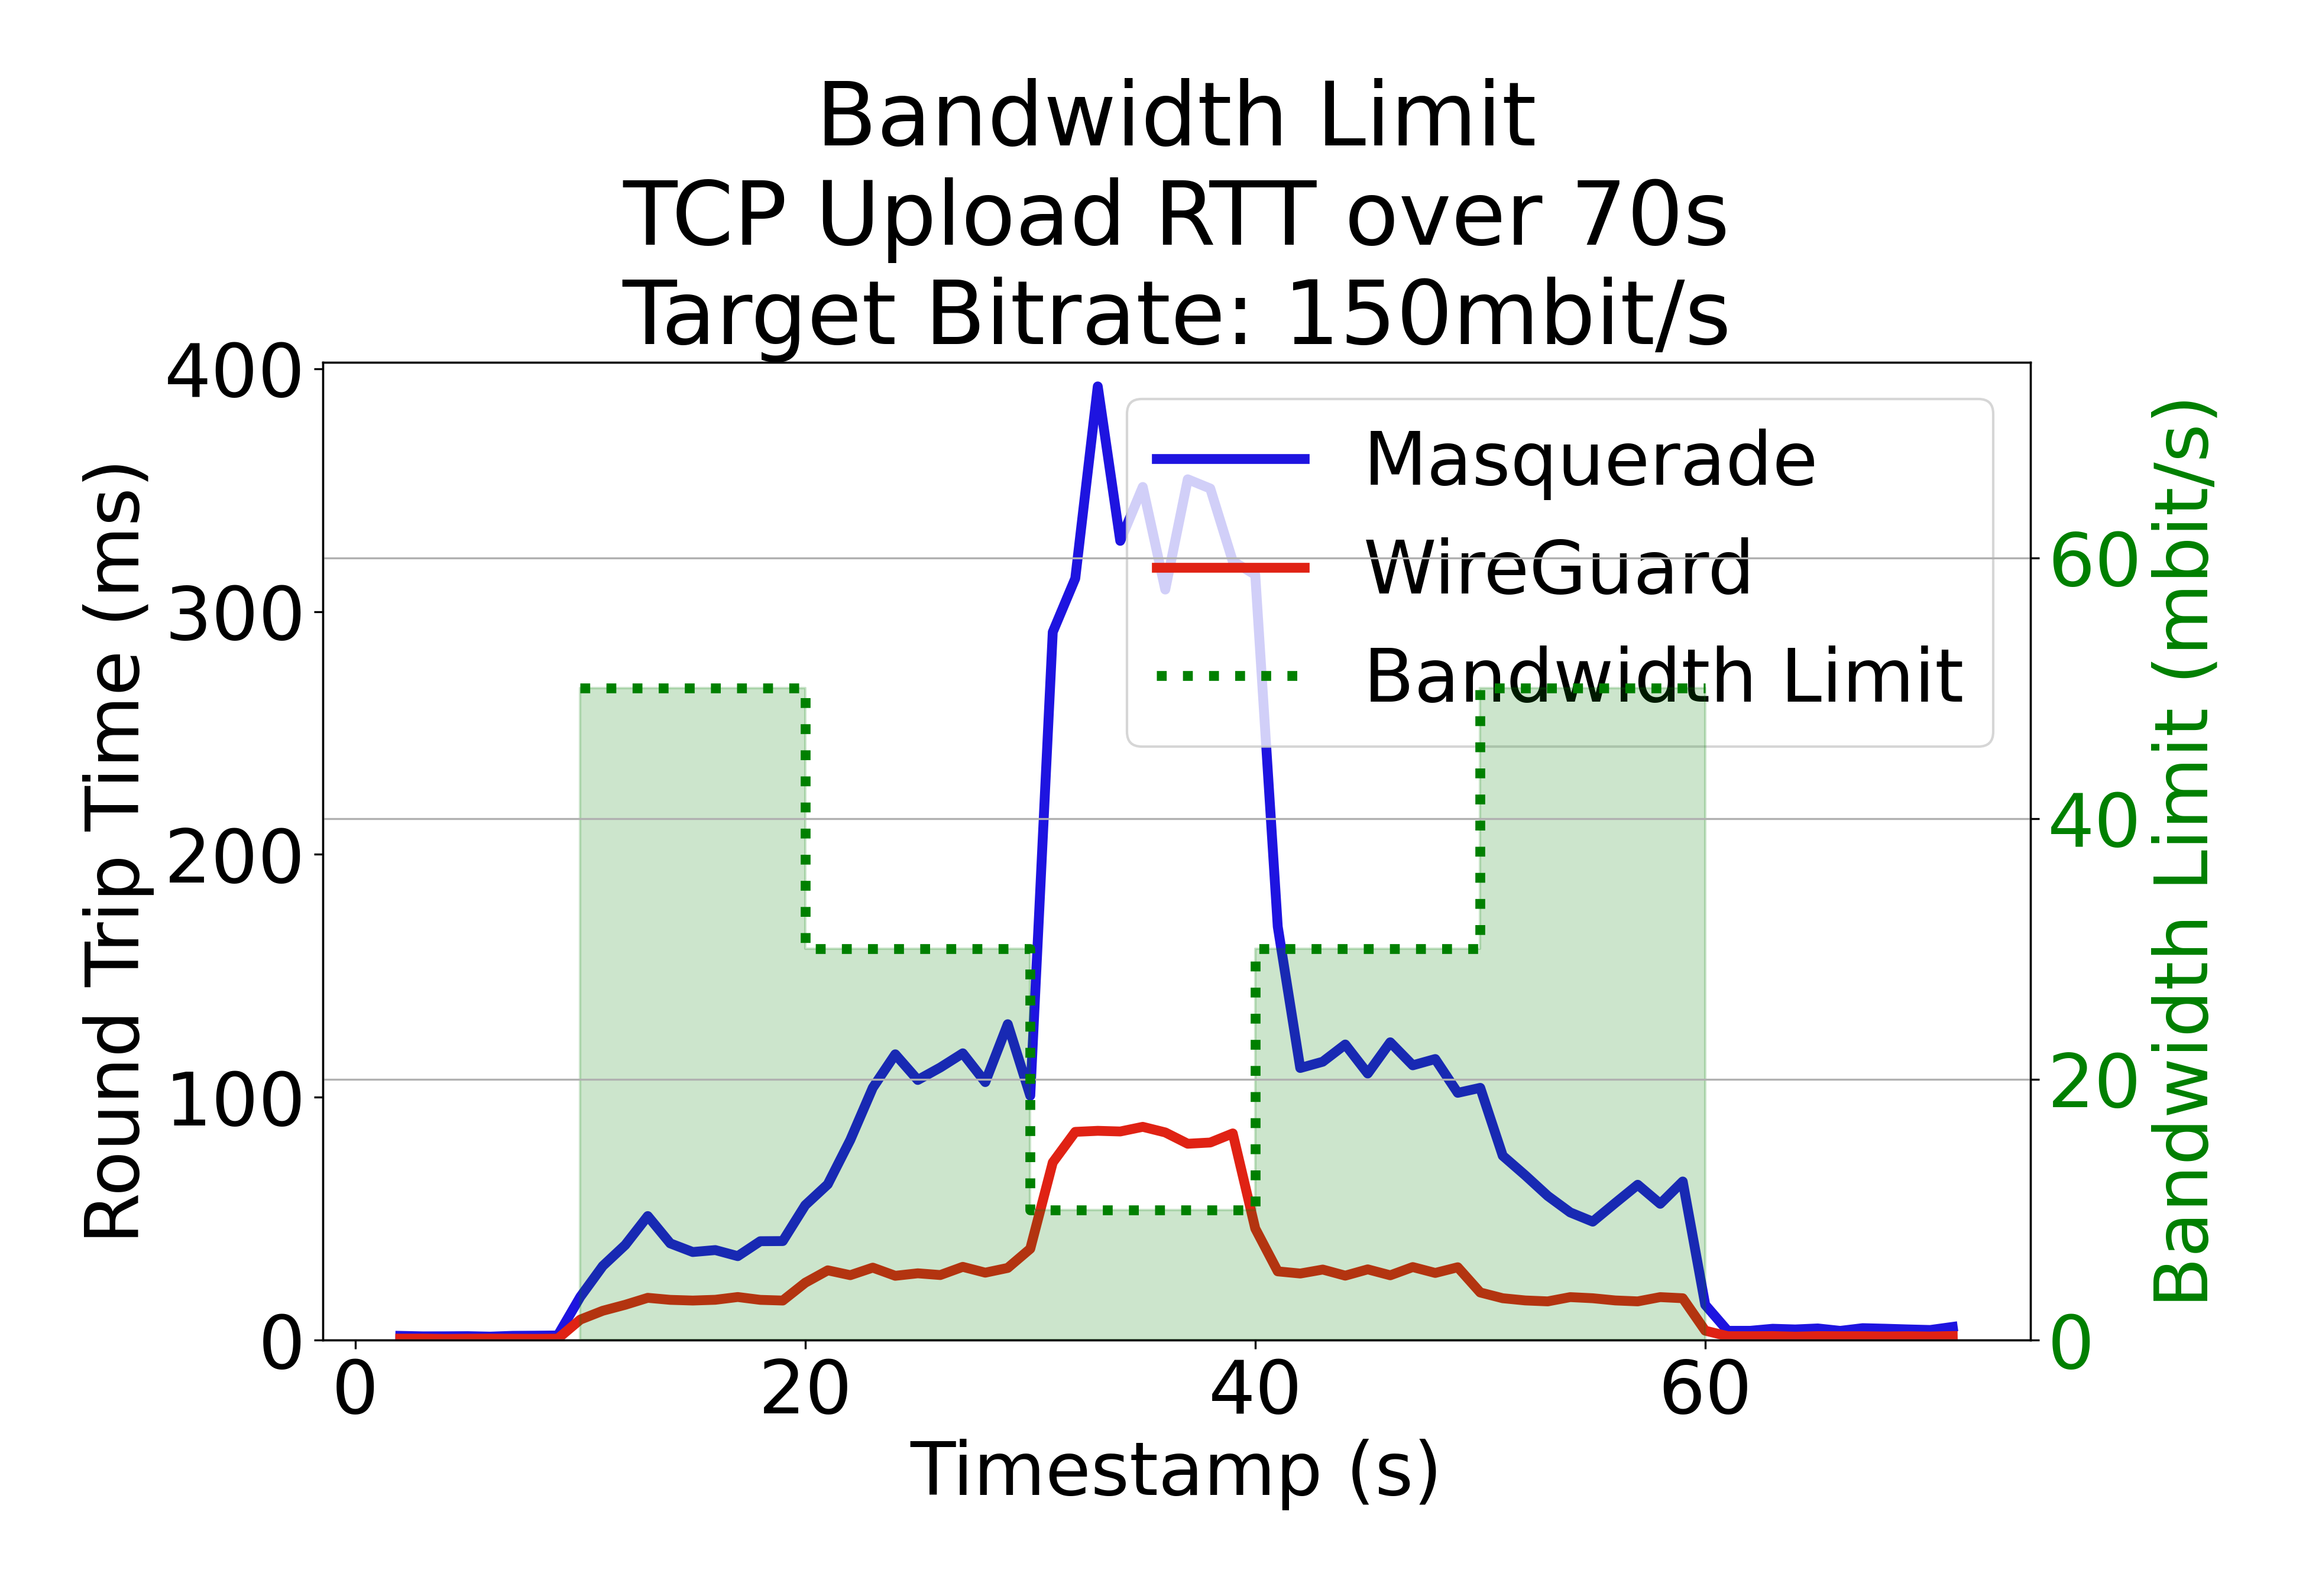 Bandwidth Limit
TCP Upload RTT over 70s
Target Bitrate: 150mbit/s
Round Trip Time (ms)
400
300
200
100
0
Masquerade
WireGuard
Bandwidth Limit
60
40
20
0
Bandwidth Limit (mbit/s)
0
20
40
60
Timestamp (s)